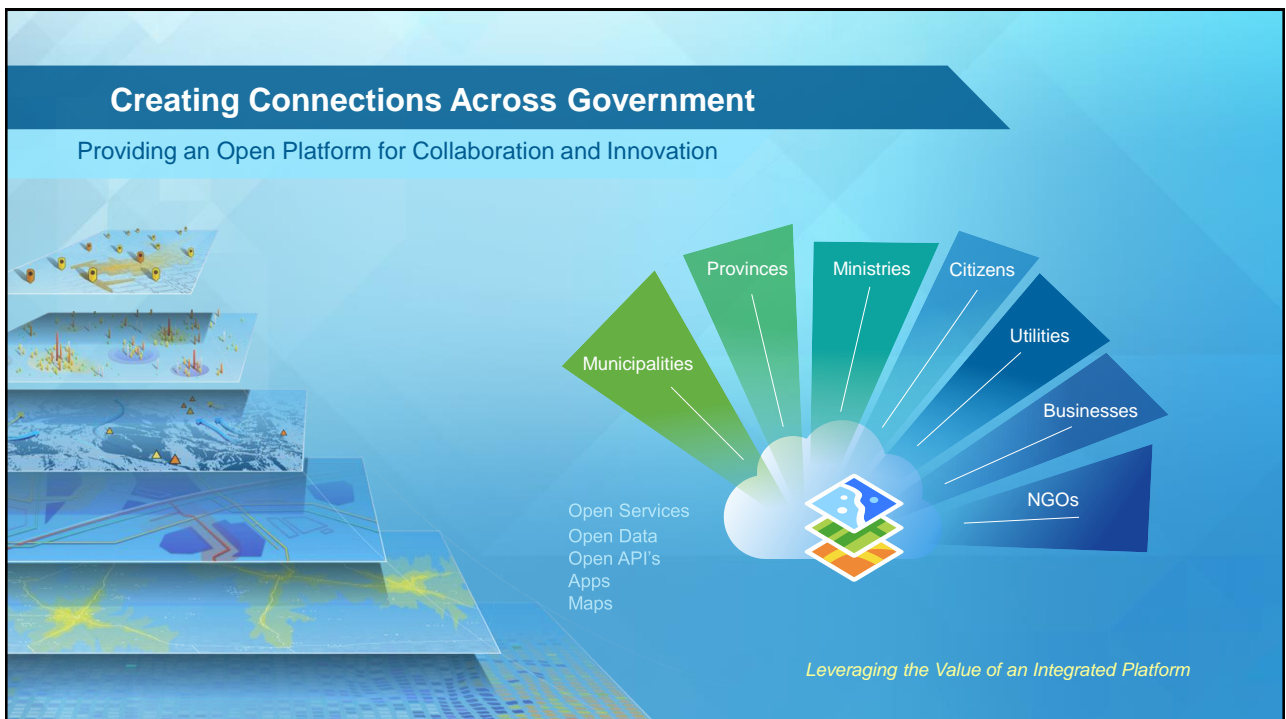 Creating Connections Across Government
Providing an Open Platform for Collaboration and Innovation
Municipalities
Provinces
Ministries
Citizens
Utilities
Businesses
NGOs
Open Services
Open Data
Open API's
Apps
Maps
Leveraging the Value of an Integrated Platform